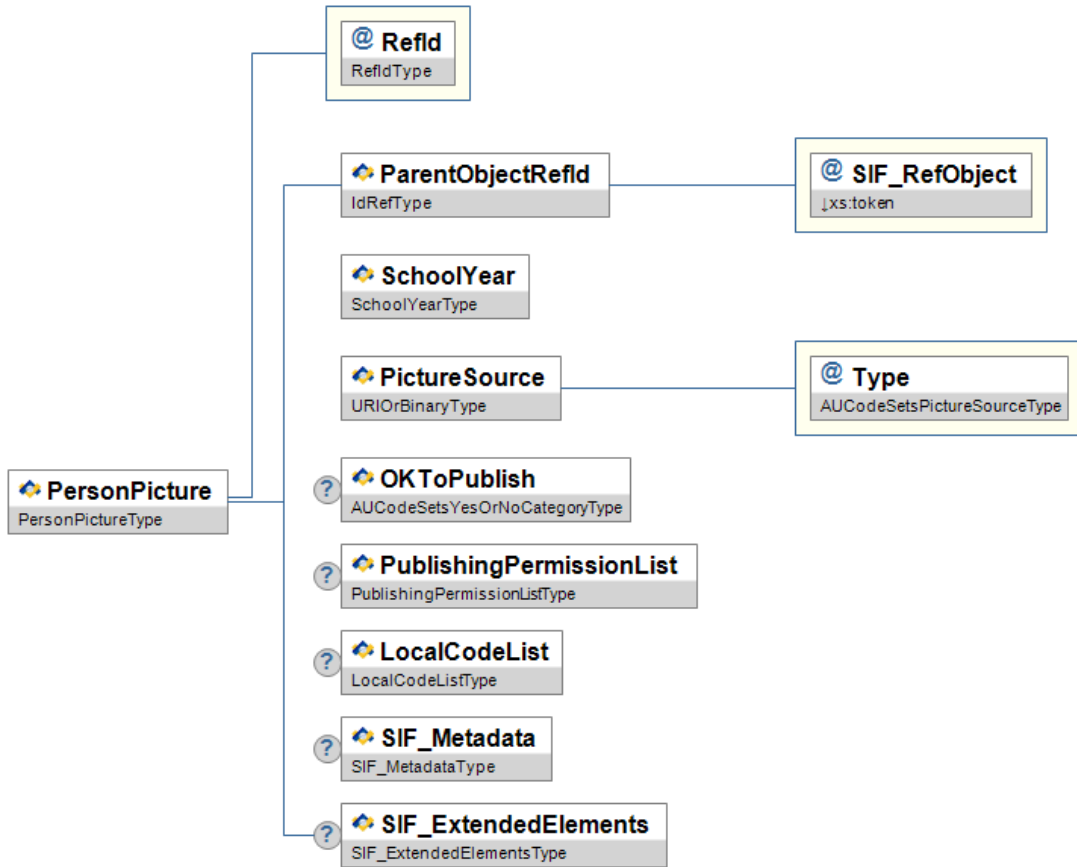 @ RefId
RefIdType
ParentObjectRefId
IdRefType
@ SIF_RefObject
↓xs:token
SchoolYear
SchoolYearType
PictureSource
URIOrBinaryType
@ Type
AUCodeSetsPictureSourceType
PersonPicture
PersonPictureType
? OKToPublish
AUCodeSetsYesOrNoCategoryType
? PublishingPermissionList
PublishingPermissionListType
? LocalCodeList
LocalCodeListType
? SIF_Metadata
SIF_MetadataType
? SIF_ExtendedElements
SIF_ExtendedElementsType